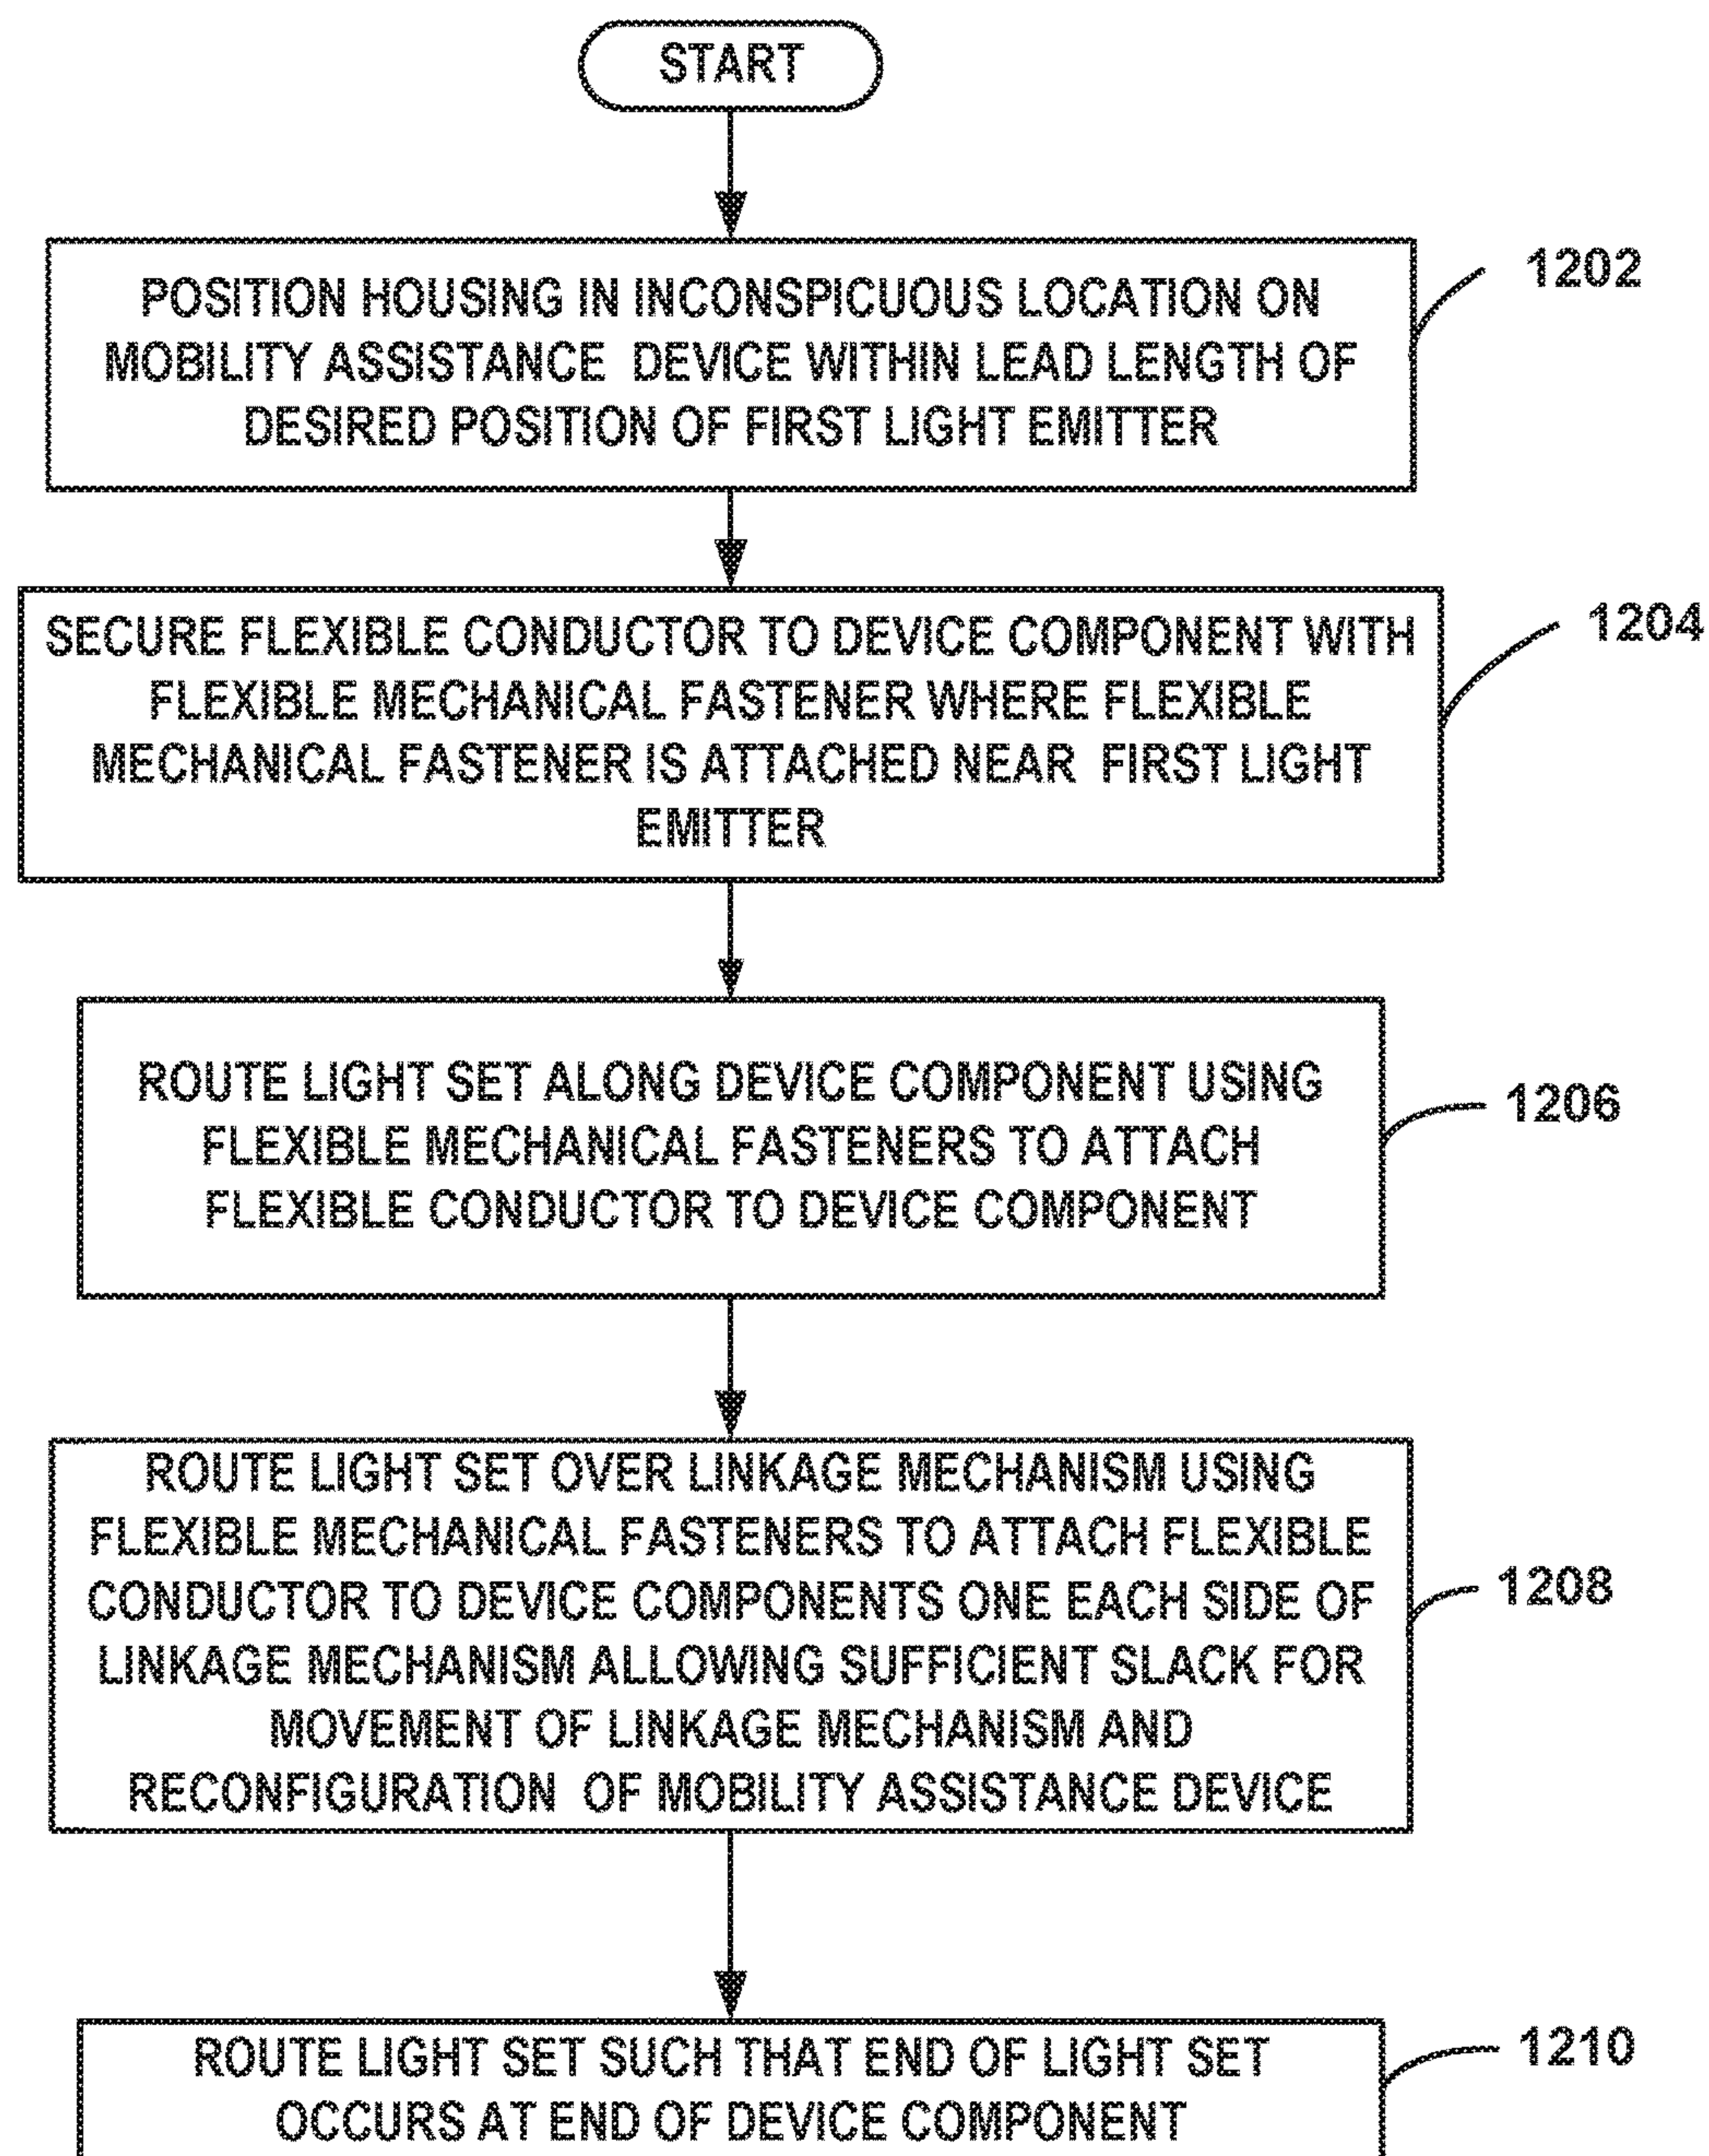 START
1202
POSITION HOUSING IN INCONSPICUOUS LOCATION ON
MOBILITY ASSISTANCE DEVICE WITHIN LEAD LENGTH OF
DESIRED POSITION OF FIRST LIGHT EMITTER
1204
SECURE FLEXIBLE CONDUCTOR TO DEVICE COMPONENT WITH
FLEXIBLE MECHANICAL FASTENER WHERE FLEXIBLE
MECHANICAL FASTENER IS ATTACHED NEAR FIRST LIGHT
EMITTER
1206
ROUTE LIGHT SET ALONG DEVICE COMPONENT USING
FLEXIBLE MECHANICAL FASTENERS TO ATTACH
FLEXIBLE CONDUCTOR TO DEVICE COMPONENT
1208
ROUTE LIGHT SET OVER LINKAGE MECHANISM USING
FLEXIBLE MECHANICAL FASTENERS TO ATTACH FLEXIBLE
CONDUCTOR TO DEVICE COMPONENTS ONE EACH SIDE OF
LINKAGE MECHANISM ALLOWING SUFFICIENT SLACK FOR
MOVEMENT OF LINKAGE MECHANISM AND
RECONFIGURATION OF MOBILITY ASSISTANCE DEVICE
1210
ROUTE LIGHT SET SUCH THAT END OF LIGHT SET
OCCURS AT END OF DEVICE COMPONENT